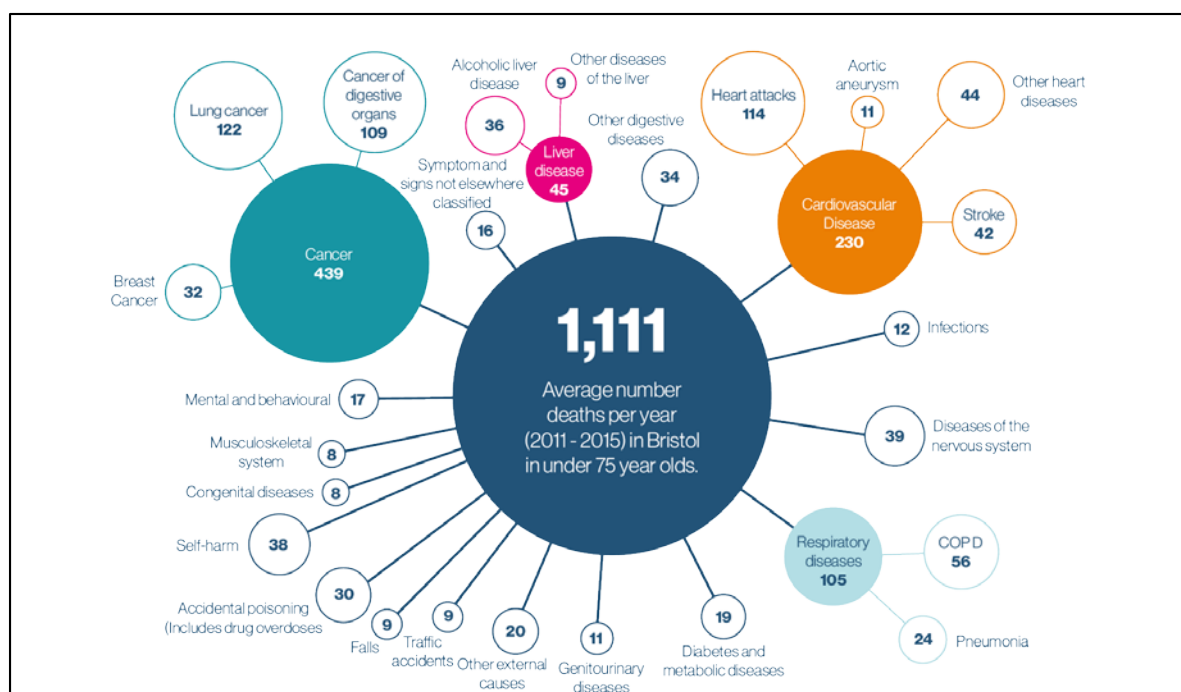 Lung cancer
122
Cancer of
digestive
organs
109
Cancer
439
Breast
Cancer
32
Alcoholic liver
disease
36
9
Other diseases
of the liver
Liver
disease
45
Symptom and
signs not elsewhere
classified
16
Other digestive
diseases
34
Heart attacks
114
Aortic
aneurysm
11
44
Other heart
diseases
Cardiovascular
Disease
230
Stroke
42
1,111
Average number
deaths per year
(2011 - 2015) in Bristol
in under 75 year olds.
12
Infections
39
Diseases of the
nervous system
Respiratory
diseases
105
COPD
56
24
Pneumonia
Mental and behavioural
17
Musculoskeletal
system
8
Congenital diseases
8
Self-harm
38
30
Accidental poisoning
(Includes drug overdoses
9
Falls
9
Traffic
accidents
20
Other external
causes
11
Genitourinary
diseases
19
Diabetes and
metabolic diseases